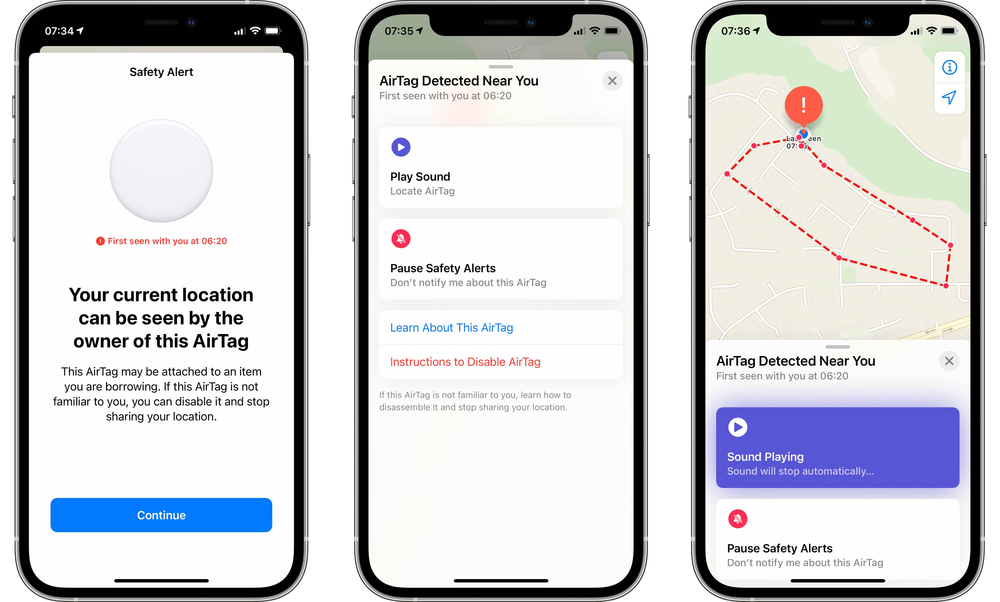 07:34
Safety Alert
First seen with you at 06:20
Your current location
can be seen by the
owner of this AirTag
This AirTag may be attached to an item
you are borrowing. If this AirTag is not
familiar to you, you can disable it and stop
sharing your location.
Continue
07:35
AirTag Detected Near You
First seen with you at 06:20
Play Sound
Locate AirTag
Pause Safety Alerts
Don’t notify me about this AirTag
Learn About This AirTag
Instructions to Disable AirTag
If this AirTag is not familiar to you, learn how to
disassemble it and stop sharing your location.
07:36
AirTag Detected Near You
First seen with you at 06:20
Sound Playing
Sound will stop automatically...
Pause Safety Alerts
Don’t notify me about this AirTag